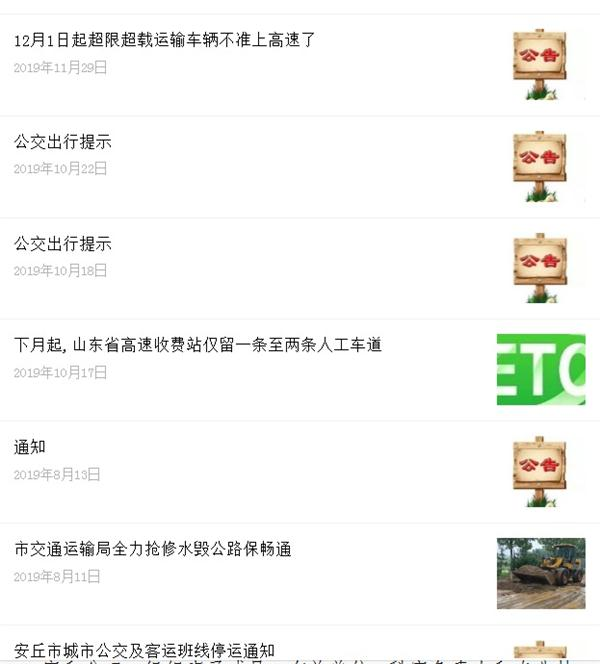 12月1日起超限超载运输车辆不准上高速了
2019年11月29日
公告
公交出行提示
2019年10月22日
公告
公交出行提示
2019年10月18日
公告
下月起, 山东省高速收费站仅留一条至两条人工车道
2019年10月17日
ETC
通知
2019年8月13日
公告
市交通运输局全力抢修水毁公路保畅通
2019年8月11日
安丘市城市公交及客运班线停运通知